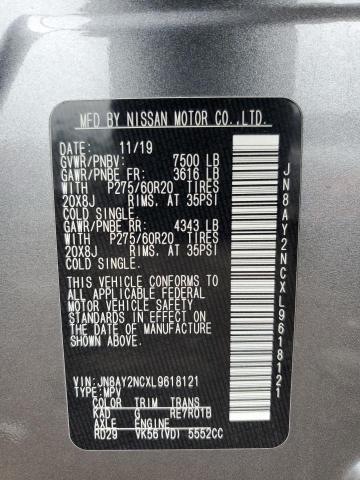 MFD BY NISSAN MOTOR CO.,LTD.
DATE: 11/19
GVWR/PNBV: 7500 LB
GAWR/PNBE FR: 3616 LB
WITH P275/60R20 TIRES
20X8J RIMS. AT 35PSI
COLD SINGLE.
GAWR/PNBE RR: 4343 LB
WITH P275/60R20 TIRES
20X8J RIMS. AT 35PSI
COLD SINGLE.
THIS VEHICLE CONFORMS TO
ALL APPLICABLE FEDERAL
MOTOR VEHICLE SAFETY
STANDARDS IN EFFECT ON
THE DATE OF MANUFACTURE
SHOWN ABOVE.
VIN: JN8AY2NCXL9618121
TYPE: MPV
COLOR TRIM TRANS
KAD G RE7R01B
AXLE ENGINE
RD29 VK56(VD) 5552CC
JN8AY2NCXL9618121